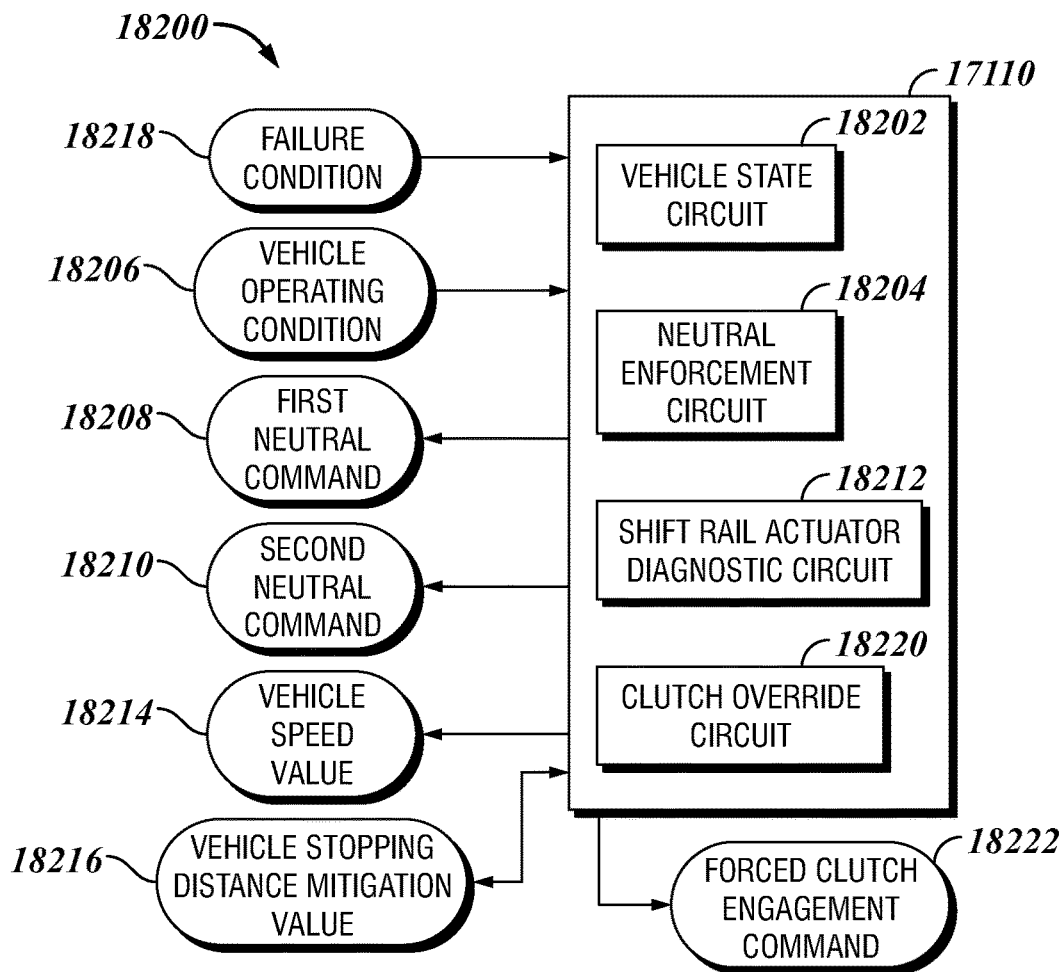 18200
17110
18218
FAILURE
CONDITION
18202
VEHICLE STATE
CIRCUIT
18206
VEHICLE
OPERATING
CONDITION
18204
NEUTRAL
ENFORCEMENT
CIRCUIT
18208
FIRST
NEUTRAL
COMMAND
18212
SHIFT RAIL ACTUATOR
DIAGNOSTIC CIRCUIT
18210
SECOND
NEUTRAL
COMMAND
18220
CLUTCH OVERRIDE
CIRCUIT
18214
VEHICLE
SPEED
VALUE
18216
VEHICLE STOPPING
DISTANCE MITIGATION
VALUE
18222
FORCED CLUTCH
ENGAGEMENT
COMMAND